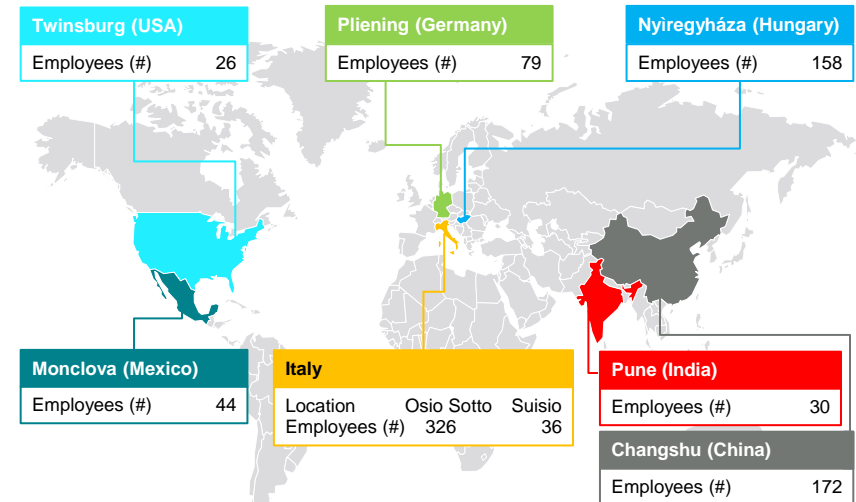 Twinsburg (USA)
Employees (#) 26
Pliening (Germany)
Employees (#) 79
Nyìregyháza (Hungary)
Employees (#) 158
Monclova (Mexico)
Employees (#) 44
Italy
Location Osio Sotto Suisio
Employees (#) 326 36
Pune (India)
Employees (#) 30
Changshu (China)
Employees (#) 172